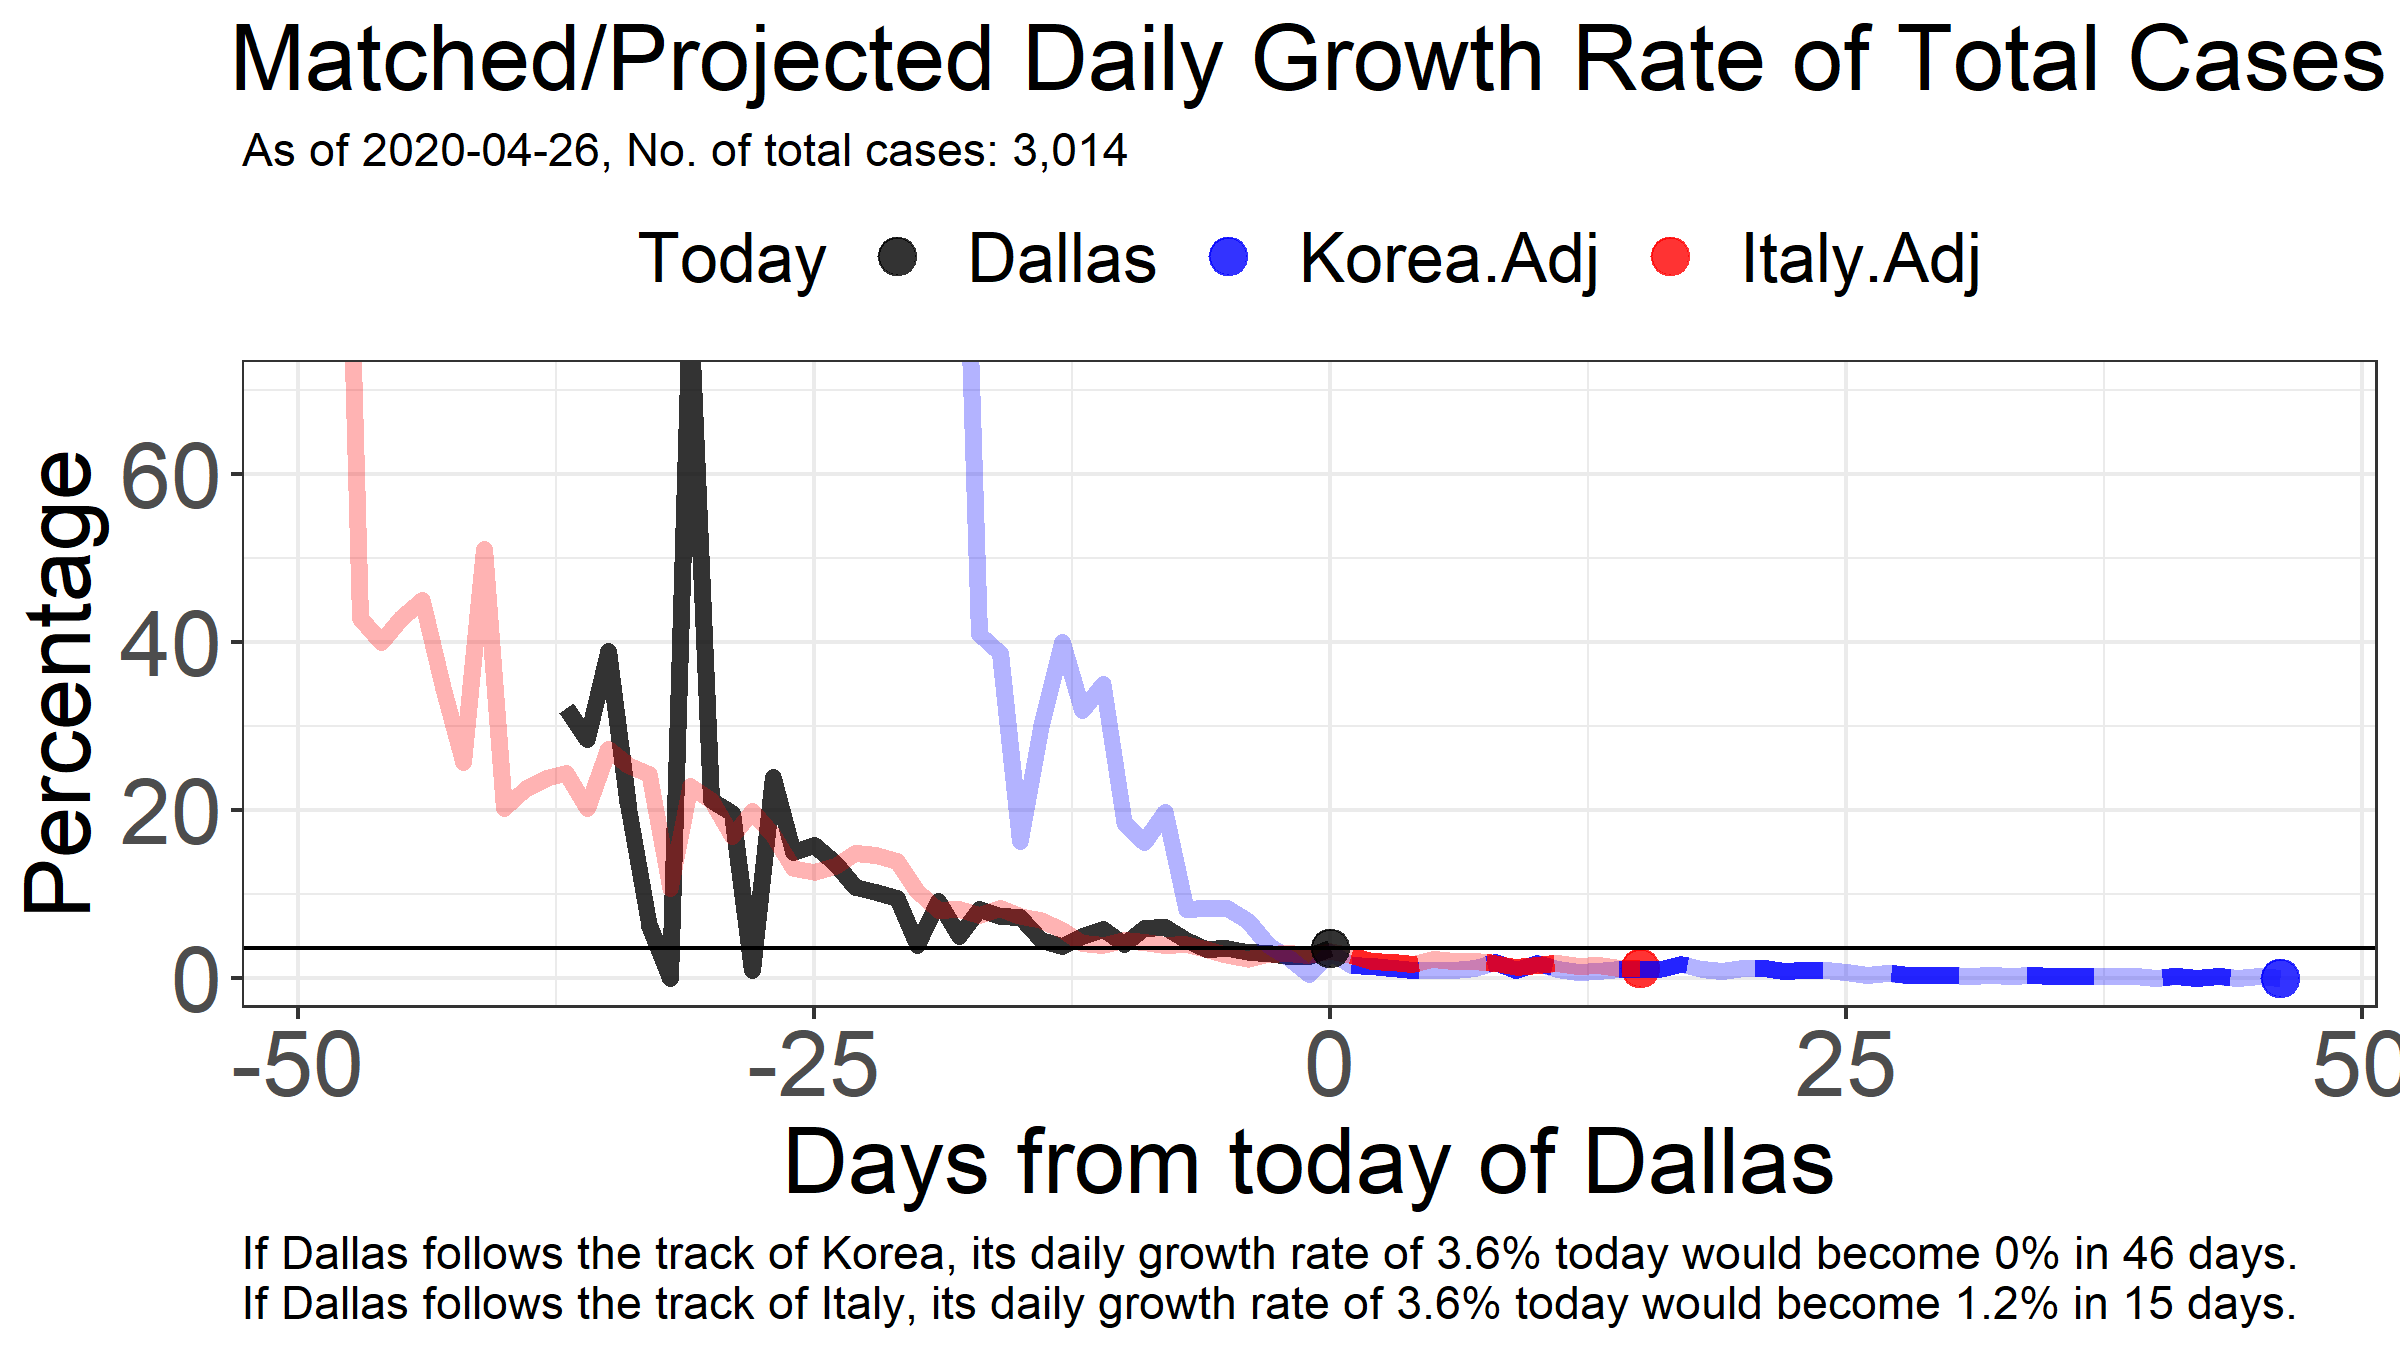 Matched/Projected Daily Growth Rate of Total Cases
As of 2020-04-26, No. of total cases: 3,014
Today Dallas Korea.Adj Italy.Adj
Percentage
60
40
20
0
-50 -25 0 25 50
Days from today of Dallas
If Dallas follows the track of Korea, its daily growth rate of 3.6% today would become 0% in 46 days.
If Dallas follows the track of Italy, its daily growth rate of 3.6% today would become 1.2% in 15 days.